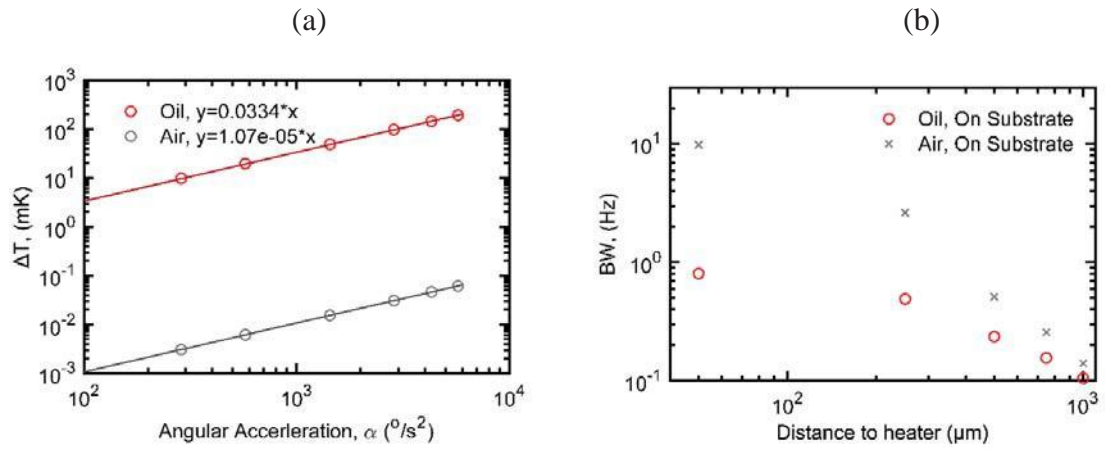 (a)
(b)
10^3
10^2
10^1
10^0
10^-1
10^-2
10^-3
ΔT, (mK)
Oil, y=0.0334*x
Air, y=1.07e-05*x
10^2
10^3
10^4
Angular Accerleration, α (°/s^2)
10^1
10^0
10^-1
BW, (Hz)
Oil, On Substrate
Air, On Substrate
10^2
10^3
Distance to heater (μm)